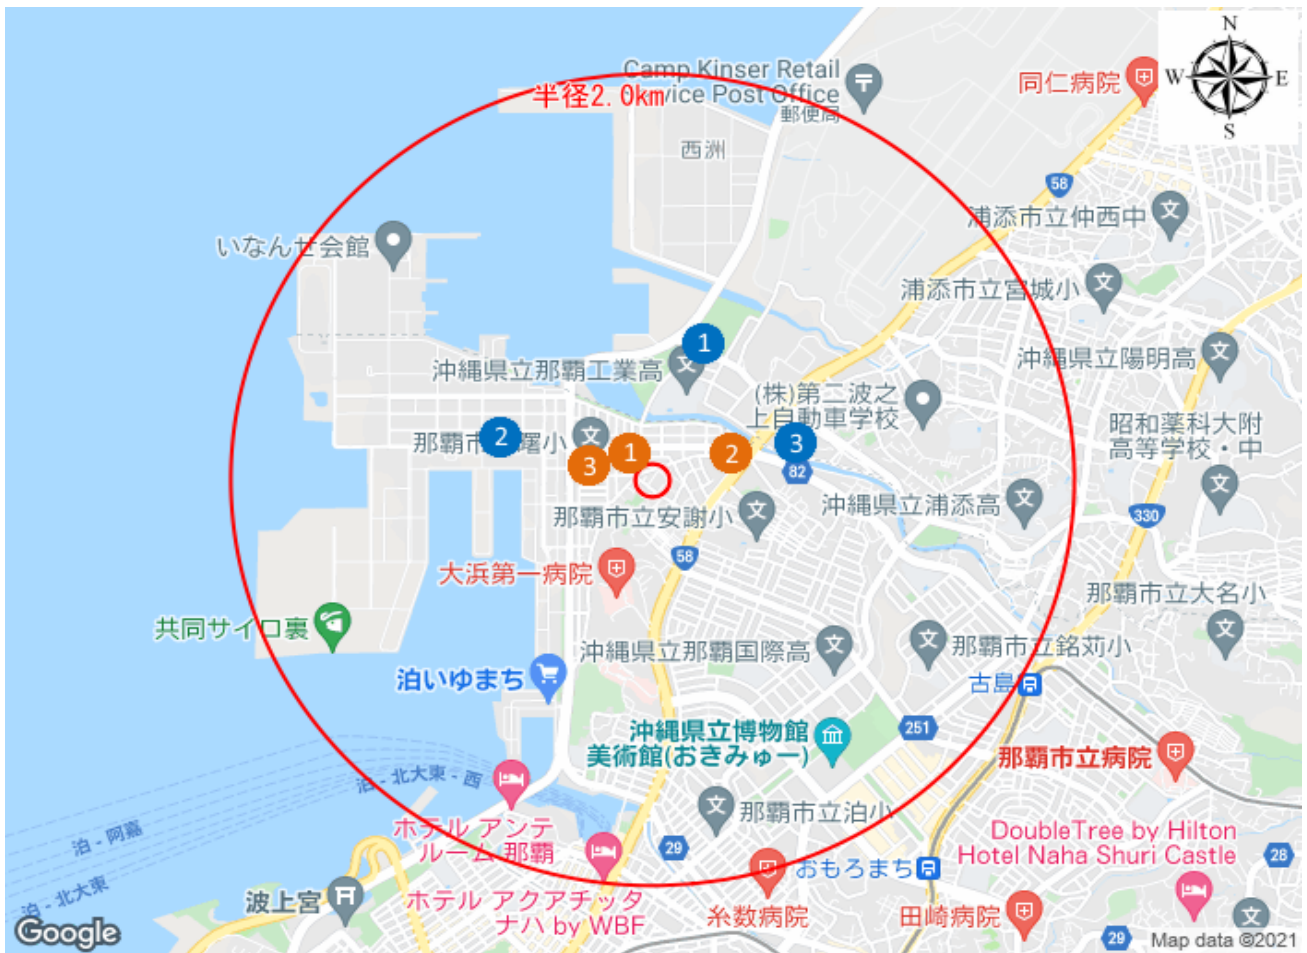 N
W
E
S
Camp Kinser Retail
vice Post Office
郵便局
半径2.0km
同仁病院
西洲
58
浦添市立仲西中
いなんせ会館
浦添市立宮城小
1
沖縄県立那覇工業高
沖縄県立陽明高
(株)第二波之
上自動車学校
昭和薬科大附
高等学校・中
那覇市
曙小
2
3
1
2
3
82
那覇市立安謝小
沖縄県立浦添高
330
58
大浜第一病院
那覇市立大名小
共同サイロ裏
沖縄県立那覇国際高
那覇市立銘苅小
泊いゆまち
古島
251
沖縄県立博物館
美術館(おきみゅー)
那覇市立病院
泊-北大東-西
泊-阿嘉
泊-北大東
那覇市立泊小
ホテル アンテ
ルーム 那覇
29
おもろまち
DoubleTree by Hilton
Hotel Naha Shuri Castle
28
波上宮
ホテル アクアチッタ
ナハ by WBF
糸数病院
田崎病院
29
Google
Map data ©2021